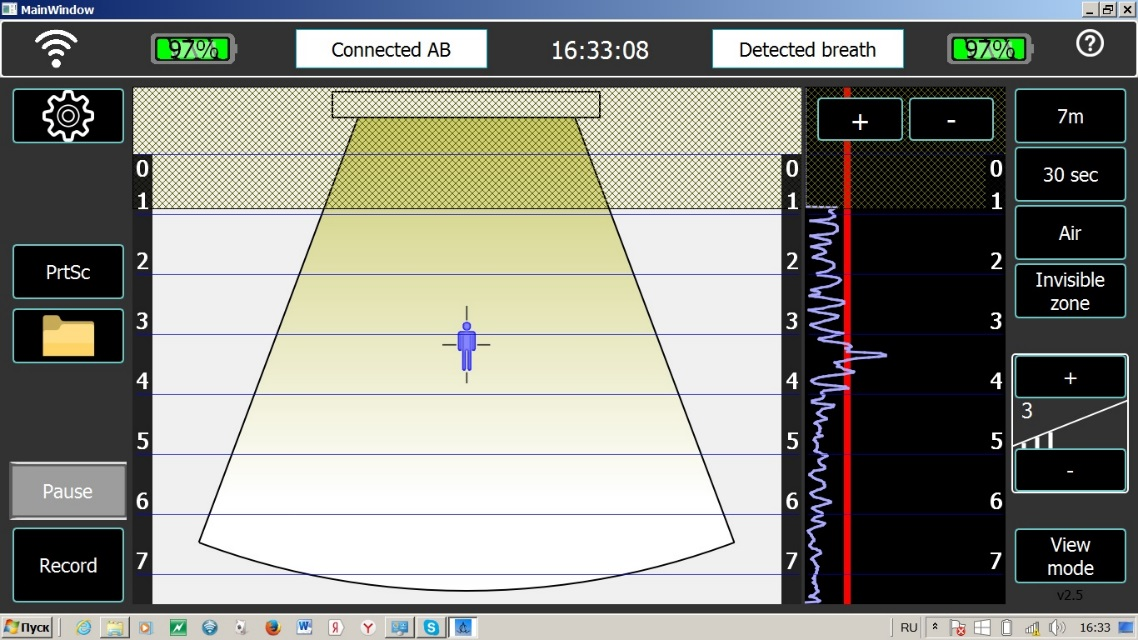 MainWindow
97%
Connected AB
16:33:08
Detected breath
97%
?
+
-
7m
30 sec
Air
Invisible
zone
+
3
-
View
mode
v2.5
PrtSc
Pause
Record
0
1
2
3
4
5
6
7
0
1
2
3
4
5
6
7
0
1
2
3
4
5
6
7
Пуск
RU
16:33